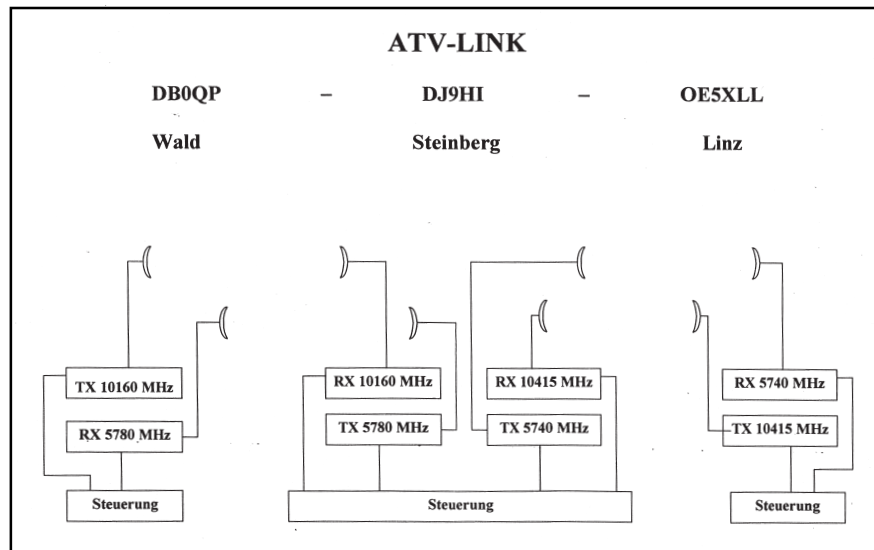 ATV-LINK
DB0QP – DJ9HI – OE5XLL
Wald Steinberg Linz
TX 10160 MHz RX 10160 MHz RX 10415 MHz RX 5740 MHz
RX 5780 MHz TX 5780 MHz TX 5740 MHz TX 10415 MHz
Steuerung Steuerung Steuerung